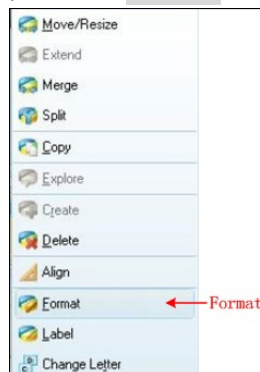 Move/Resize
Extend
Merge
Split
Copy
Explore
Create
Delete
Align
Format
Format
Label
Change Letter